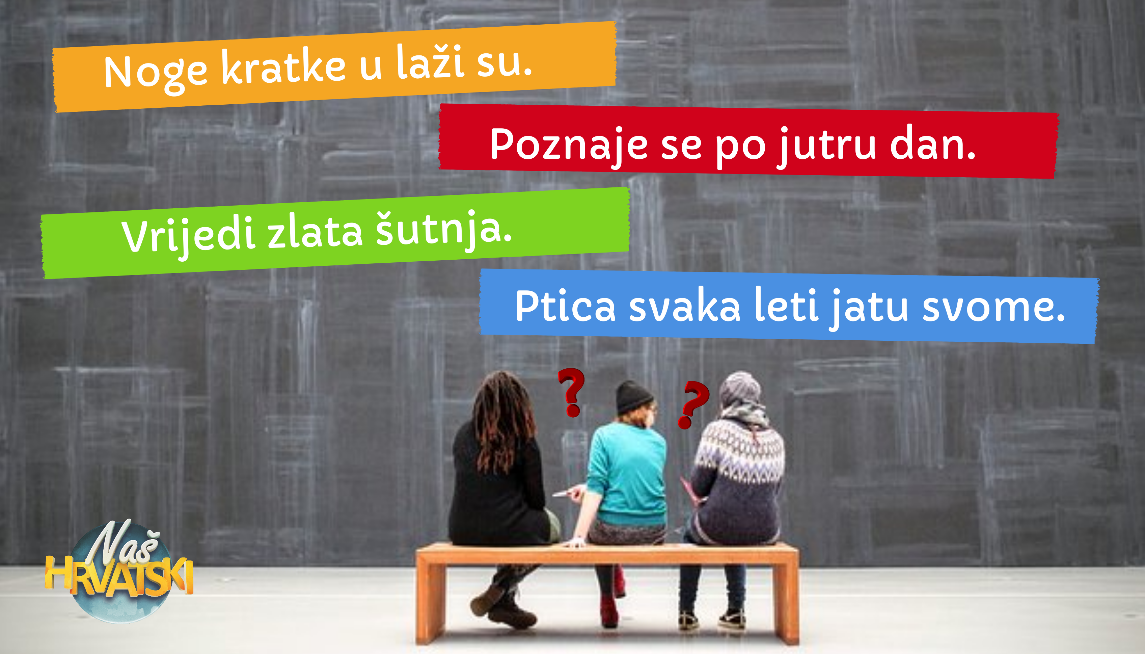 Noge kratke u laži su.
Poznaje se po jutru dan.
Vrijedi zlata šutnja.
Ptica svaka leti jatu svome.
? ?
Naš
HRVATSKI